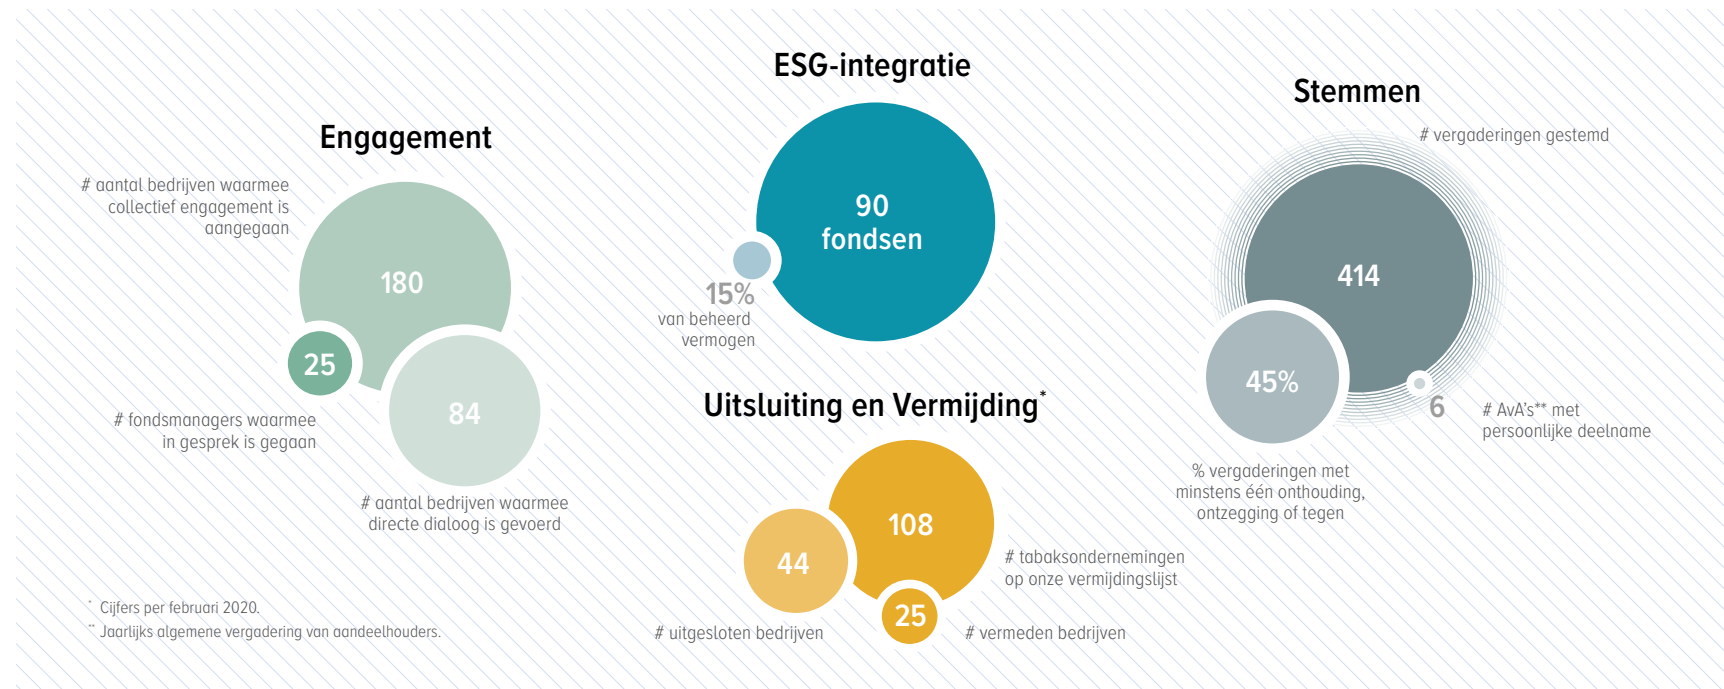 Engagement
# aantal bedrijven waarmee
collectief engagement is
aangegaan
180
25
84
# fondsmanagers waarmee
in gesprek is gegaan
# aantal bedrijven waarmee
directe dialoog is gevoerd
ESG-integratie
90
fondsen
15%
van beheerd
vermogen
Uitsluiting en Vermijding*
108
44
25
# tabaksondernemingen
op onze vermijdingslijst
# uitgesloten bedrijven
# vermeden bedrijven
Stemmen
# vergaderingen gestemd
414
45%
6
# AvA's** met
persoonlijke deelname
% vergaderingen met
minstens één onthouding,
ontzegging of tegen
* Cijfers per februari 2020.
** Jaarlijks algemene vergadering van aandeelhouders.